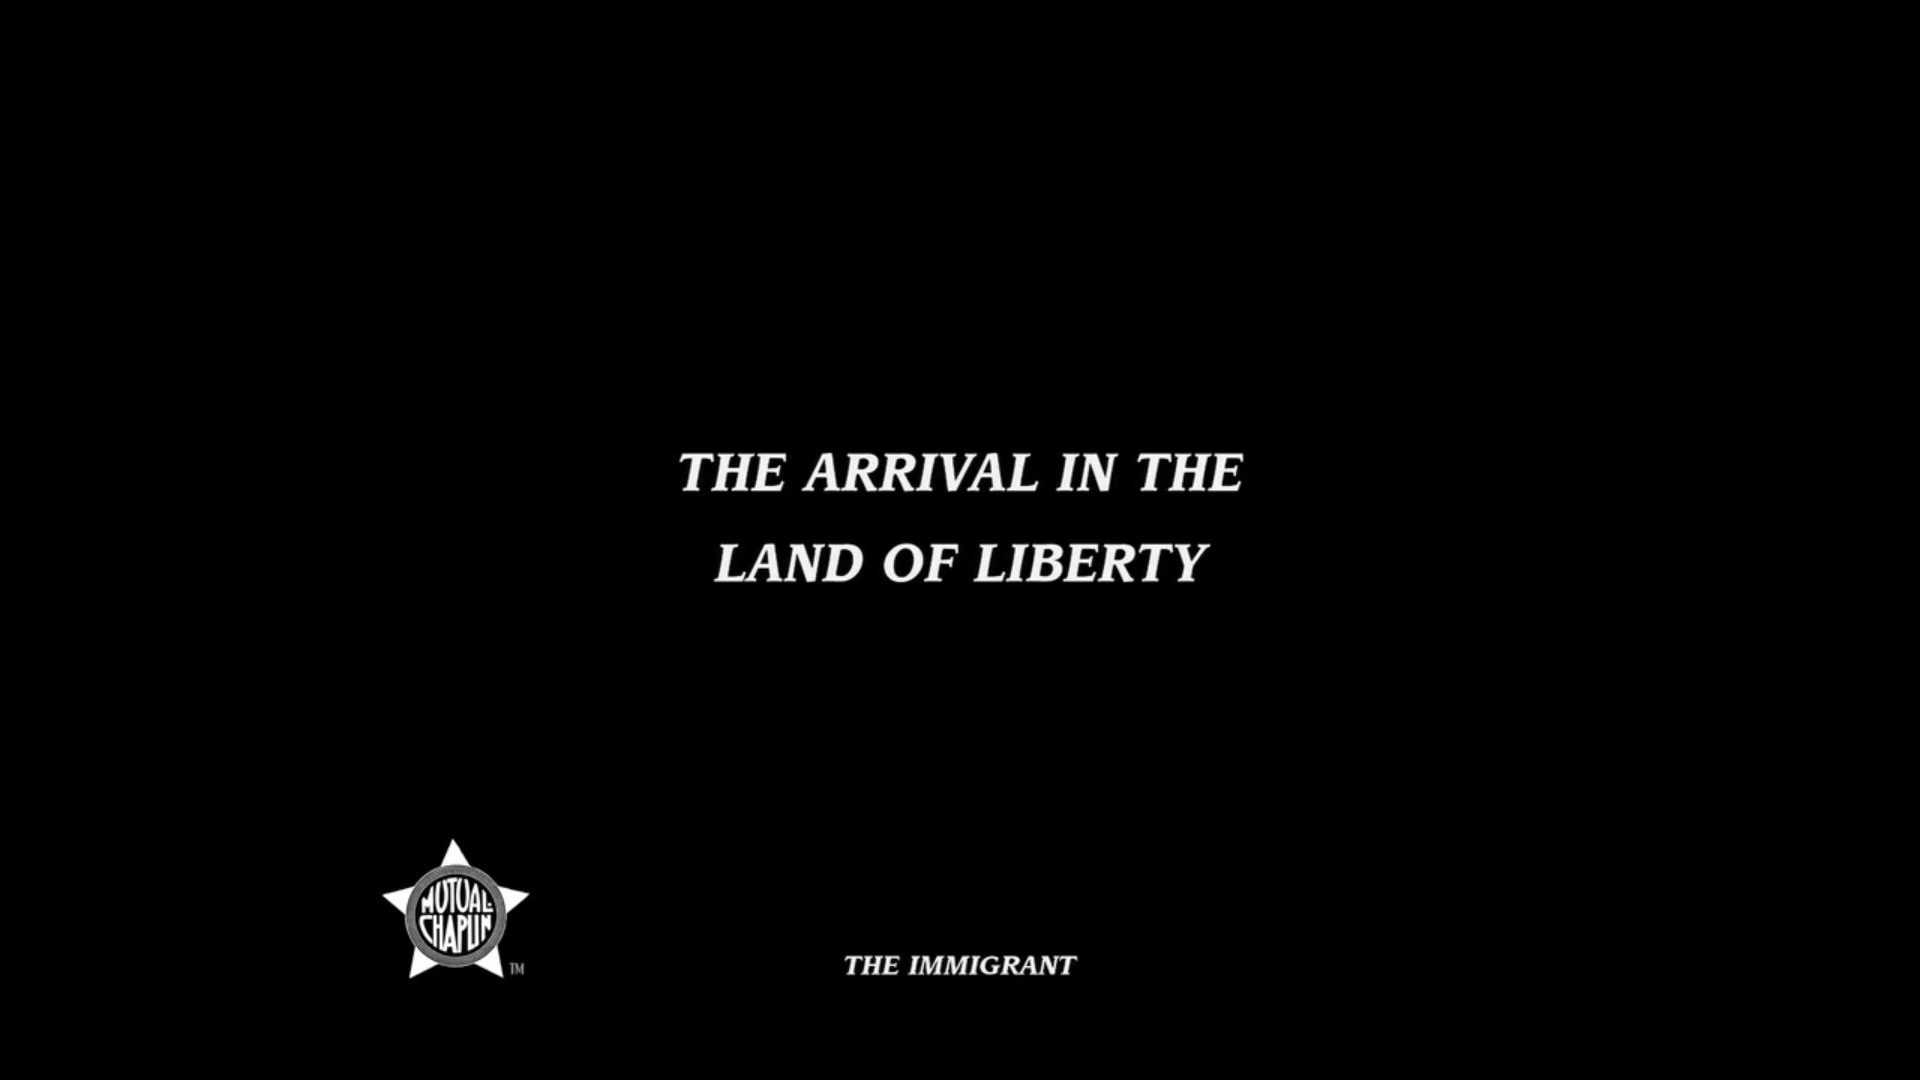 THE ARRIVAL IN THE
LAND OF LIBERTY
MUTUAL-
CHAPLIN
TM
THE IMMIGRANT